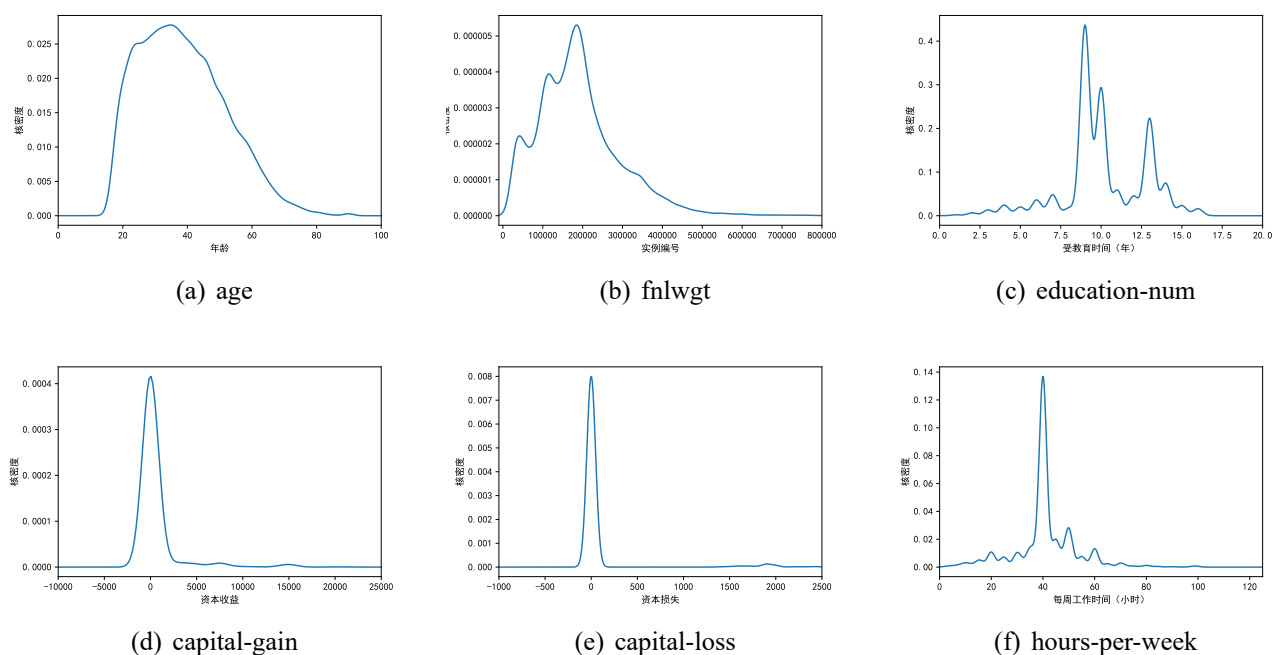 核密度
0.025
0.020
0.015
0.010
0.005
0.000
0 20 40 60 80 100
年龄
(a) age
0.000005
0.000004
0.000003
0.000002
0.000001
0.000000
0 100000 200000 300000 400000 500000 600000 700000 800000
实例编号
(b) fnlwgt
核密度
0.4
0.3
0.2
0.1
0.0
0.0 2.5 5.0 7.5 10.0 12.5 15.0 17.5 20.0
受教育时间（年）
(c) education-num
核密度
0.0004
0.0003
0.0002
0.0001
0.0000
−10000 −5000 0 5000 10000 15000 20000 25000
资本收益
(d) capital-gain
核密度
0.008
0.007
0.006
0.005
0.004
0.003
0.002
0.001
0.000
−1000 −500 0 500 1000 1500 2000 2500
资本损失
(e) capital-loss
核密度
0.14
0.12
0.10
0.08
0.06
0.04
0.02
0.00
0 20 40 60 80 100 120
每周工作时间（小时）
(f) hours-per-week